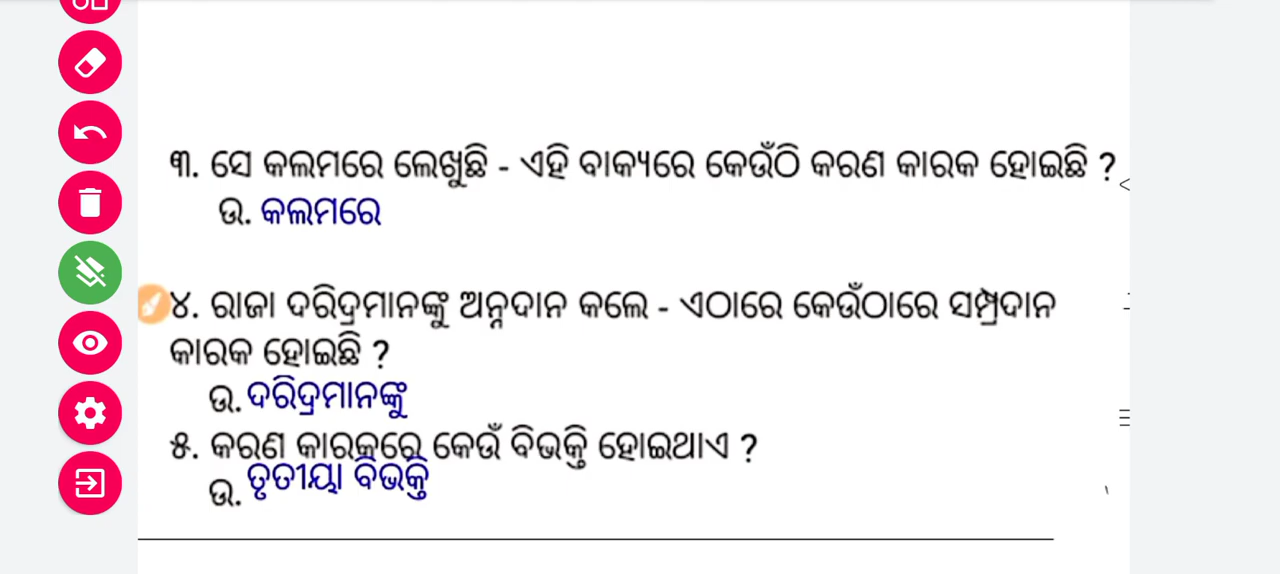 ୩. ସେ କଲମରେ ଲେଖୁଛି - ଏହି ବାକ୍ୟରେ କେଉଁଠି କରଣ କାରକ ହୋଇଛି ?
ଉ. କଲମରେ
୪. ରାଜା ଦରିଦ୍ରମାନଙ୍କୁ ଅନ୍ନଦାନ କଲେ - ଏଠାରେ କେଉଁଠାରେ ସମ୍ପ୍ରଦାନ
କାରକ ହୋଇଛି ?
ଉ. ଦରିଦ୍ରମାନଙ୍କୁ
୫. କରଣ କାରକରେ କେଉଁ ବିଭକ୍ତି ହୋଇଥାଏ ?
ଉ. ତୃତୀୟା ବିଭକ୍ତି